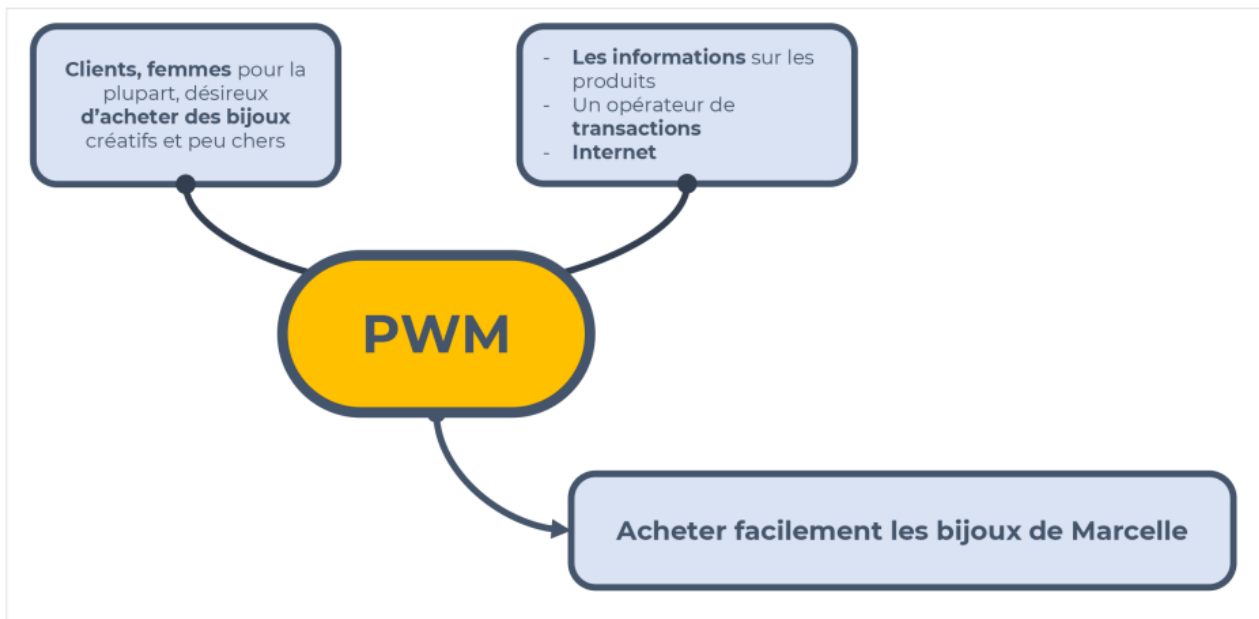 Clients, femmes pour la
plupart, désireux
d’acheter des bijoux
créatifs et peu chers
- Les informations sur les
produits
- Un opérateur de
transactions
- Internet
PWM
Acheter facilement les bijoux de Marcelle